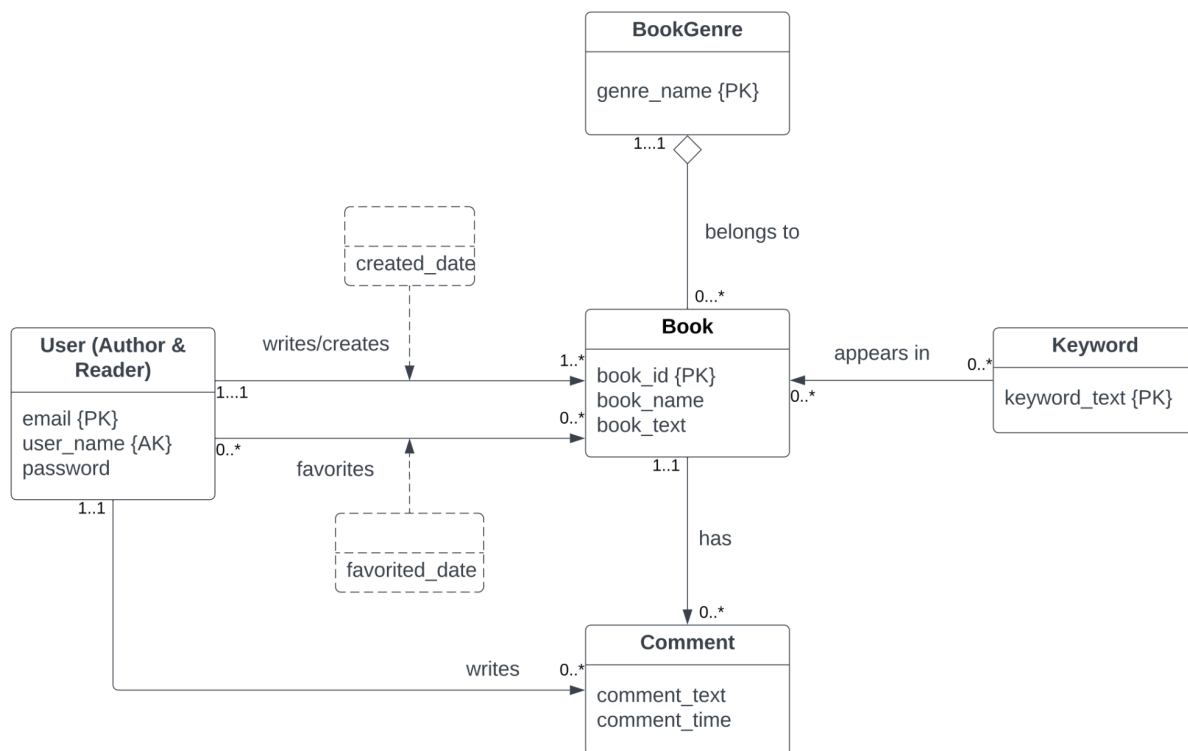 BookGenre
genre_name {PK}
1...1
belongs to
0...*
created_date
writes/creates
User (Author &
Reader)
email {PK}
user_name {AK}
password
1...1
1..*
0..*
0..*
favorites
favorited_date
Book
book_id {PK}
book_name
book_text
appears in
0..*
0..*
Keyword
keyword_text {PK}
1..1
has
0..*
1..1
writes
0..*
Comment
comment_text
comment_time